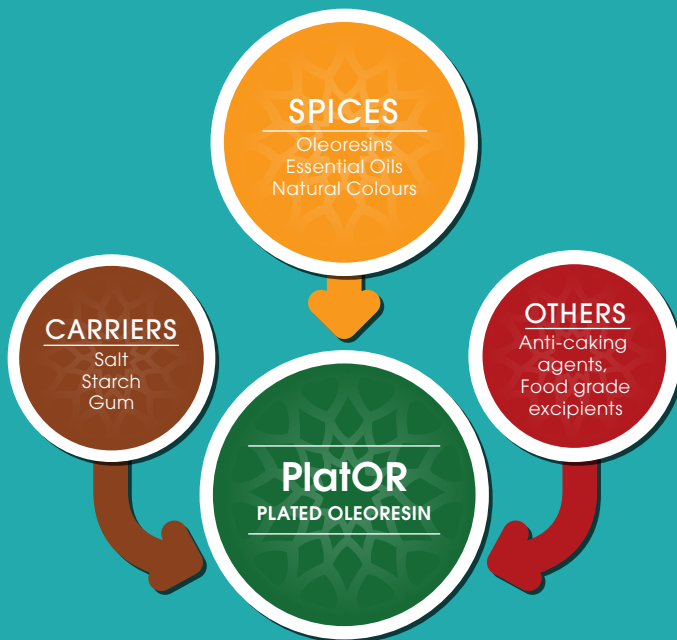 SPICES
Oleoresins
Essential Oils
Natural Colours
CARRIERS
Salt
Starch
Gum
OTHERS
Anti-caking
agents,
Food grade
excipients
PlatOR
PLATED OLEORESIN